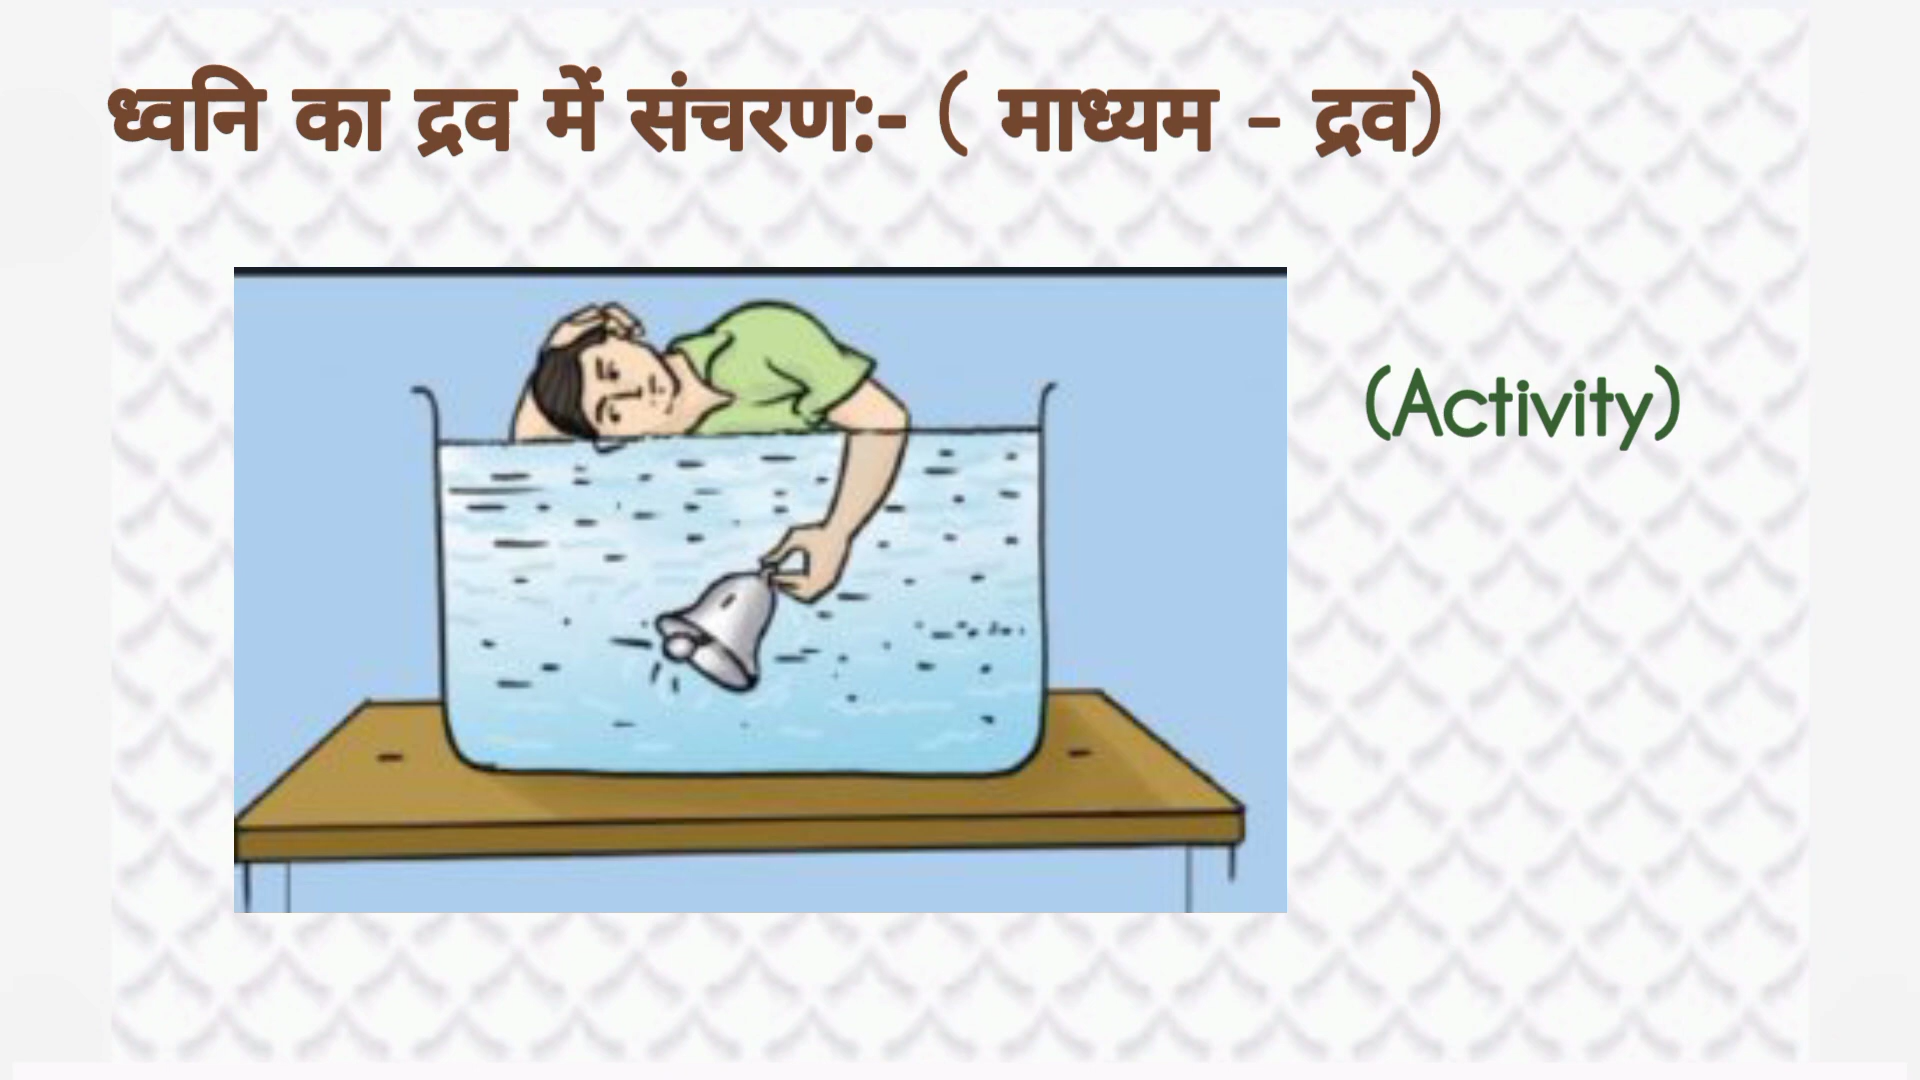 ध्वनि का द्रव में संचरण:- ( माध्यम - द्रव)
(Activity)